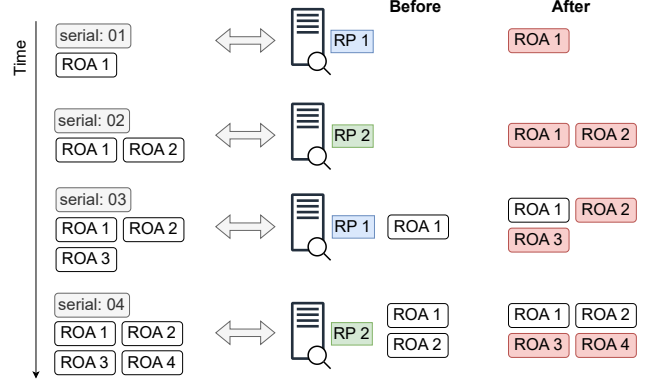 Before After
Time
serial: 01
ROA 1
RP 1
ROA 1
serial: 02
ROA 1 ROA 2
RP 2
ROA 1 ROA 2
serial: 03
ROA 1 ROA 2
ROA 3
RP 1
ROA 1
ROA 1 ROA 2
ROA 3
serial: 04
ROA 1 ROA 2
ROA 3 ROA 4
RP 2
ROA 1
ROA 2
ROA 1 ROA 2
ROA 3 ROA 4